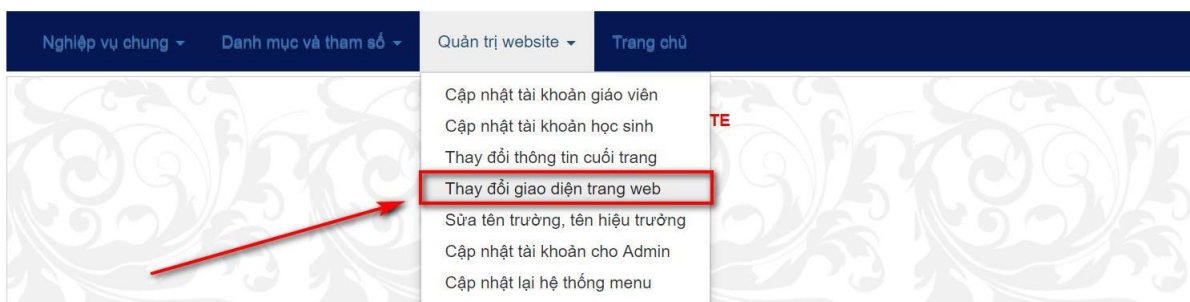 Nghiệp vụ chung Danh mục và tham số Quản trị website Trang chủ
Cập nhật tài khoản giáo viên
TE
Cập nhật tài khoản học sinh
Thay đổi thông tin cuối trang
Thay đổi giao diện trang web
Sửa tên trường, tên hiệu trưởng
Cập nhật tài khoản cho Admin
Cập nhật lại hệ thống menu